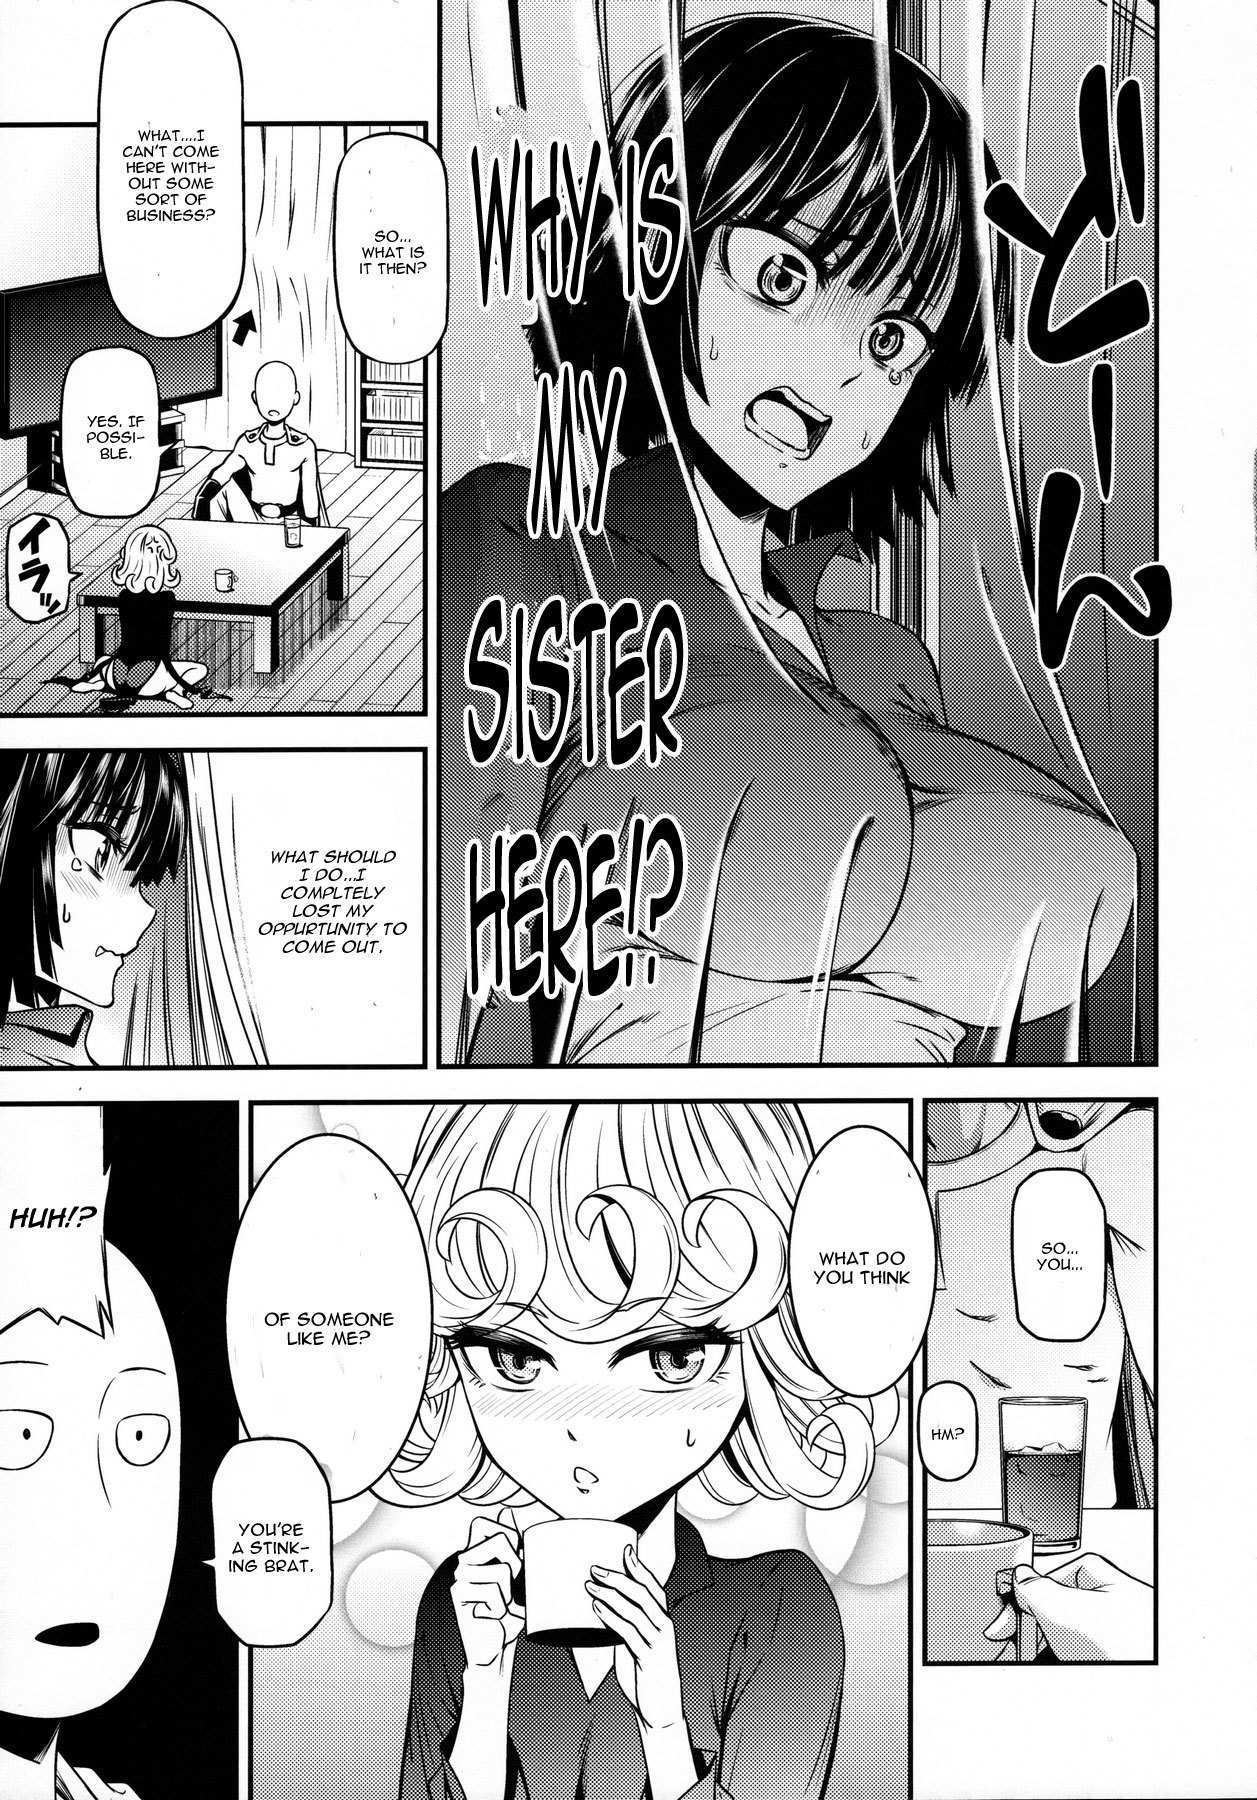 ど──ん
WHY IS
MY
SISTER
HERE!?
SO...
WHAT IS
IT THEN?
WHAT....I
CAN'T COME
HERE WITH-
OUT SOME
SORT OF
BUSINESS?
YES. IF
POSSI-
BLE.
イラッ
WHAT SHOULD
I DO...I
COMPLTELY
LOST MY
OPPURTUNITY TO
COME OUT.
SO...
YOU...
HM?
WHAT DO
YOU THINK
OF SOMEONE
LIKE ME?
YOU'RE
A STINK-
ING BRAT.
HUH!?